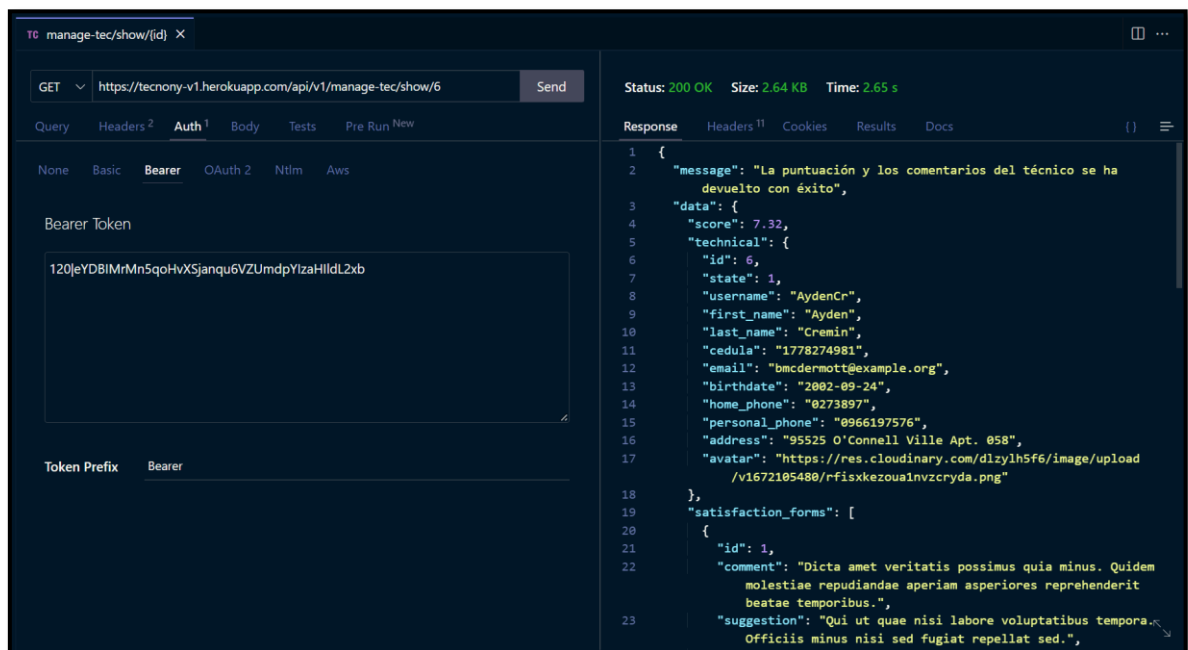 TC manage-tec/show/{id} ×
GET https://tecnony-v1.herokuapp.com/api/v1/manage-tec/show/6 Send
Query Headers 2 Auth 1 Body Tests Pre Run New
None Basic Bearer OAuth 2 Ntlm Aws
Bearer Token
120|eYDBIMrMn5qoHvXSjanqu6VZUmdpYIzaHIldL2xb
Token Prefix Bearer
Status: 200 OK Size: 2.64 KB Time: 2.65 s
Response Headers 11 Cookies Results Docs {}
1 {
2 "message": "La puntuación y los comentarios del técnico se ha
devuelto con éxito",
3 "data": {
4 "score": 7.32,
5 "technical": {
6 "id": 6,
7 "state": 1,
8 "username": "AydenCr",
9 "first_name": "Ayden",
10 "last_name": "Cremin",
11 "cedula": "1778274981",
12 "email": "bmcdermott@example.org",
13 "birthdate": "2002-09-24",
14 "home_phone": "0273897",
15 "personal_phone": "0966197576",
16 "address": "95525 O'Connell Ville Apt. 058",
17 "avatar": "https://res.cloudinary.com/dlzylh5f6/image/upload
/v1672105480/rfisxkezoua1nvzcryda.png"
18 },
19 "satisfaction_forms": [
20 {
21 "id": 1,
22 "comment": "Dicta amet veritatis possimus quia minus. Quidem
molestiae repudiandae aperiam asperiores reprehenderit
beatae temporibus.",
23 "suggestion": "Qui ut quae nisi labore voluptatibus tempora.
Officiis minus nisi sed fugiat repellat sed.",